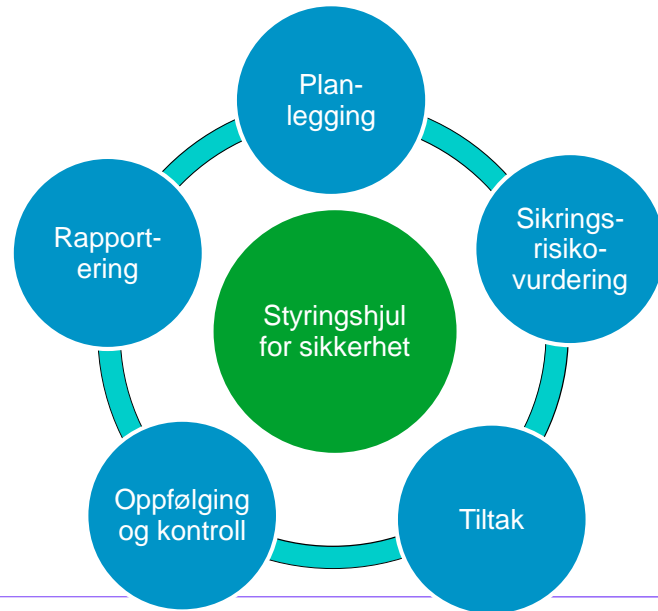 Plan-
legging
Sikrings-
risiko-
vurdering
Tiltak
Oppfølging
og kontroll
Rapport-
ering
Styringshjul
for sikkerhet